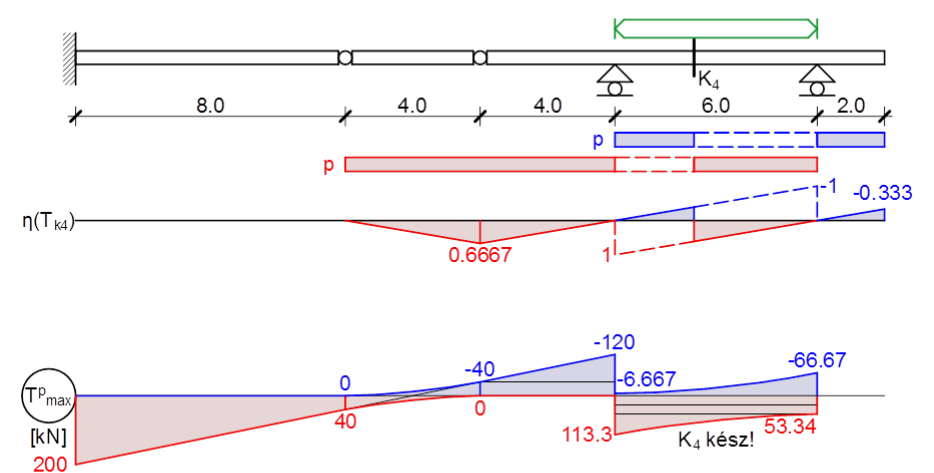 K4
8.0 4.0 4.0 6.0 2.0
p
p
η(Tk4)
-1 -0.333
0.6667 1
Tpmax
[kN]
0 -40 -120 -6.667 -66.67
200 40 0 113.3 53.34
K4 kész!